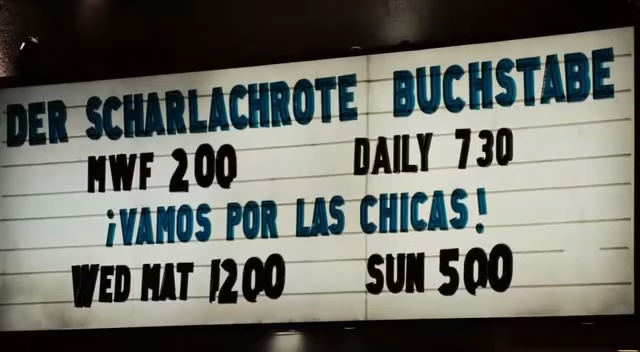 DER SCHARLACHROTE BUCHSTABE
MWF 200 DAILY 730
¡VAMOS POR LAS CHICAS!
WED MAT 1200 SUN 500